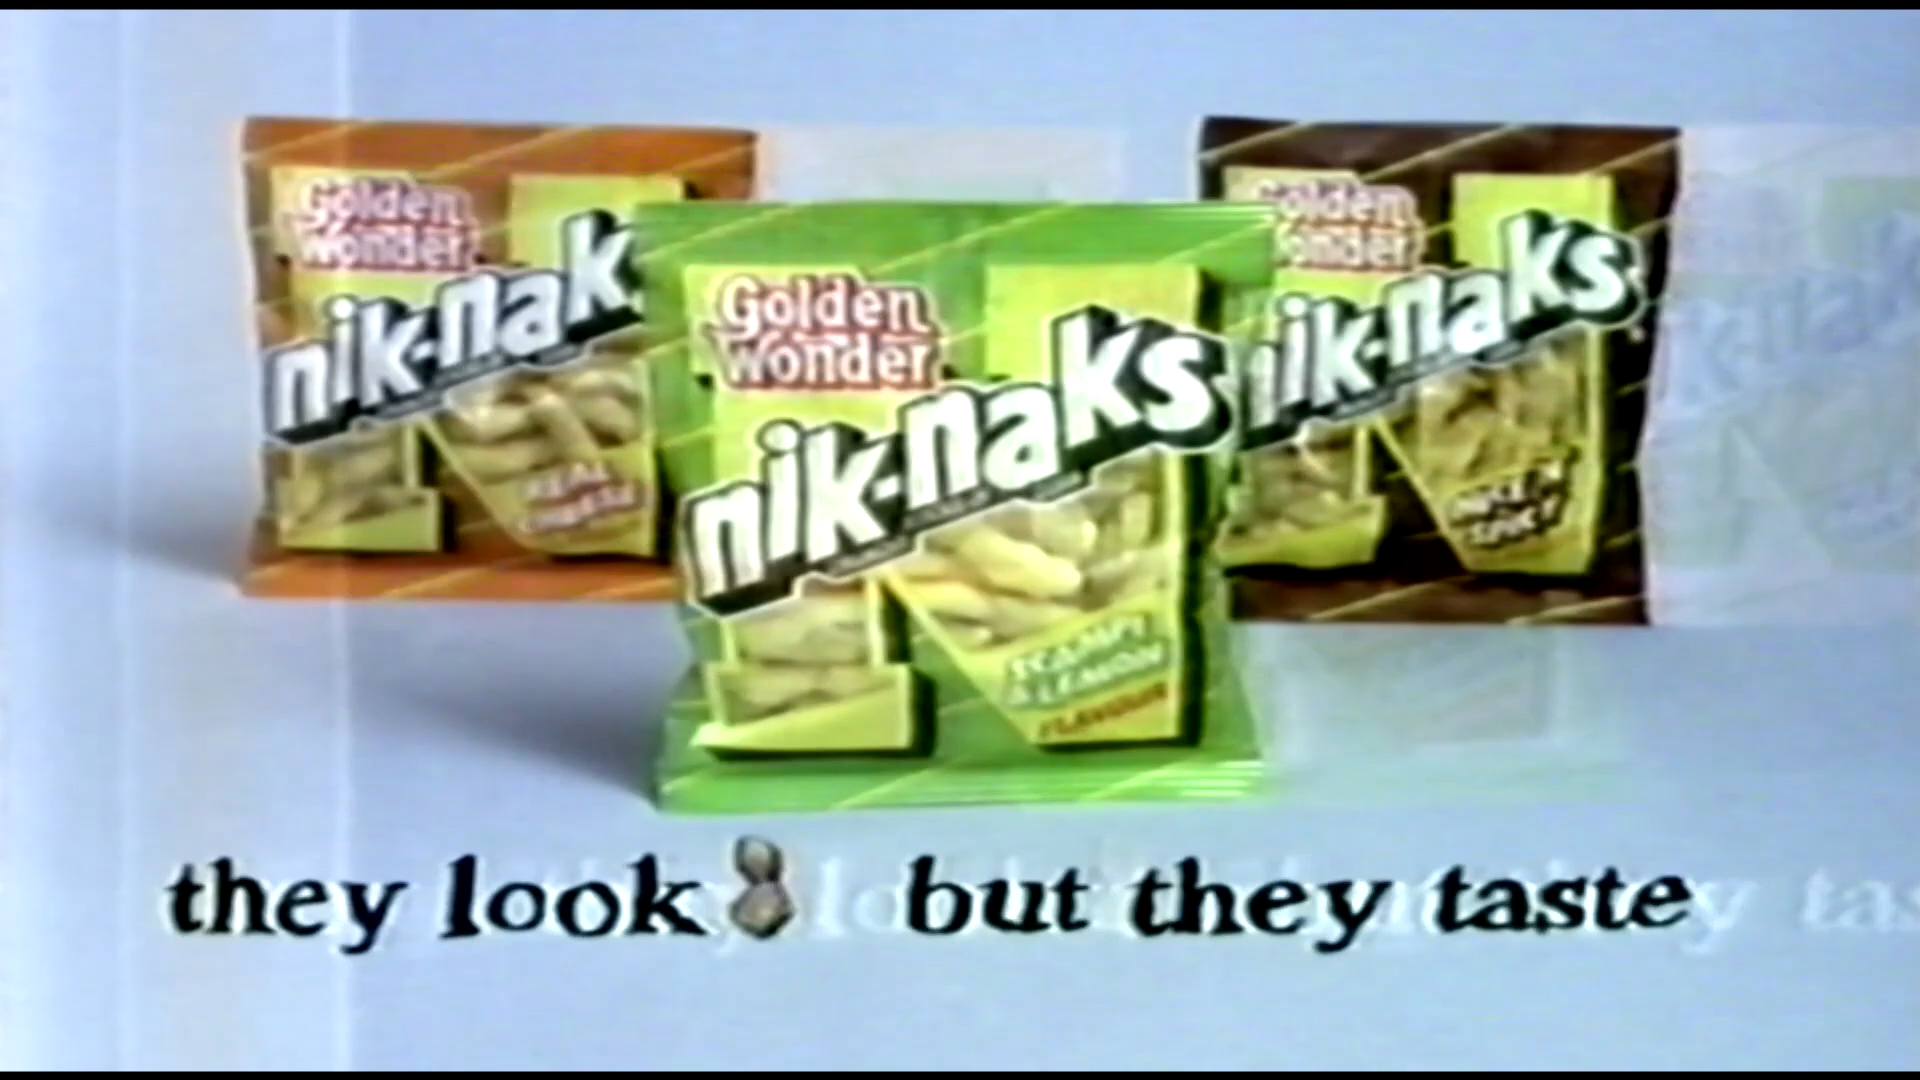 Golden
Wonder
nik-nak
REAL
CHEESE
Golden
Wonder
nik-naks
SCAMPI
& LEMON
FLAVOUR
Golden
Wonder
nik-naks
NICE 'N'
SPICY
they look but they taste